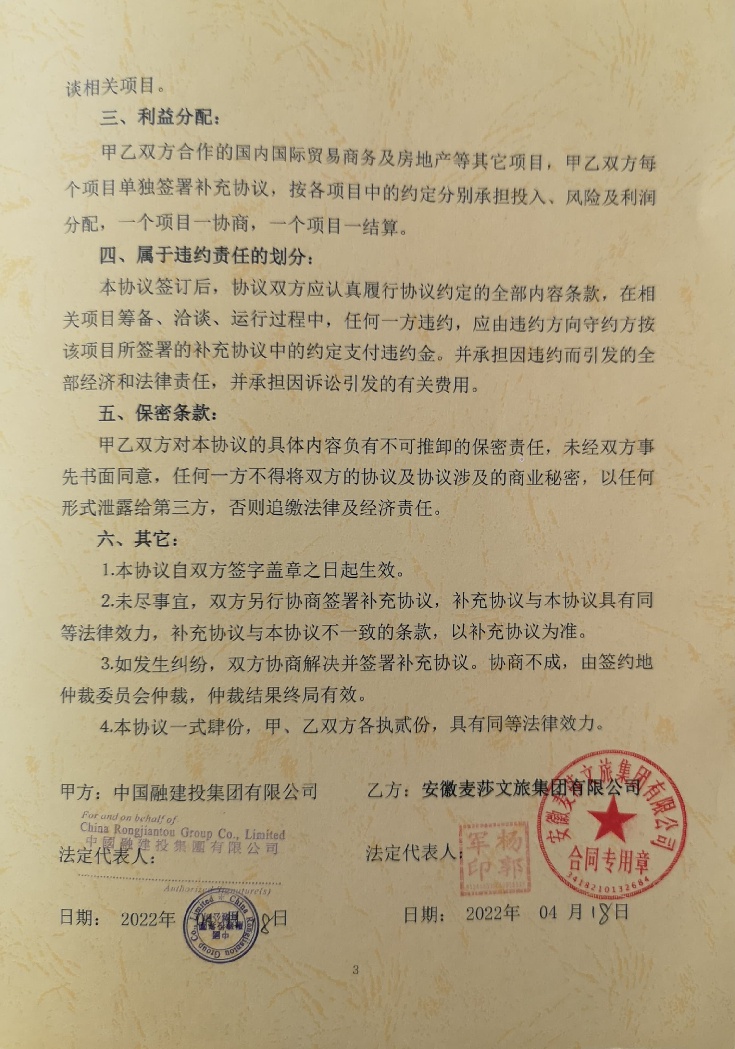 谈相关项目。
三、利益分配：
甲乙双方合作的国内国际贸易商务及房地产等其它项目，甲乙双方每
个项目单独签署补充协议，按各项目中的约定分别承担投入、风险及利润
分配，一个项目一协商，一个项目一结算。
四、属于违约责任的划分：
本协议签订后，协议双方应认真履行协议约定的全部内容条款，在相
关项目筹备、洽谈、运行过程中，任何一方违约，应由违约方向守约方按
该项目所签署的补充协议中的约定支付违约金。并承担因违约而引发的全
部经济和法律责任，并承担因诉讼引发的有关费用。
五、保密条款：
甲乙双方对本协议的具体内容负有不可推卸的保密责任，未经双方事
先书面同意，任何一方不得将双方的协议及协议涉及的商业秘密，以任何
形式泄露给第三方，否则追缴法律及经济责任。
六、其它：
1.本协议自双方签字盖章之日起生效。
2.未尽事宜，双方另行协商签署补充协议，补充协议与本协议具有同
等法律效力，补充协议与本协议不一致的条款，以补充协议为准。
3.如发生纠纷，双方协商解决并签署补充协议。协商不成，由签约地
仲裁委员会仲裁，仲裁结果终局有效。
4.本协议一式肆份，甲、乙双方各执贰份，具有同等法律效力。
甲方：中国融建投集团有限公司
乙方：安徽麦莎文旅集团有限公司
For and on behalf of
China Rongjiantou Group Co., Limited
中國融建投集團有限公司
法定代表人：
Authorized Signature(s)
法定代表人：
杨郭军印
安徽麦莎文旅集团有限公司
合同专用章
3418210132684
日期： 2022年 04 月18日
China Rongjiantou Group Co., Limited
日期： 2022年 04 月18日
3